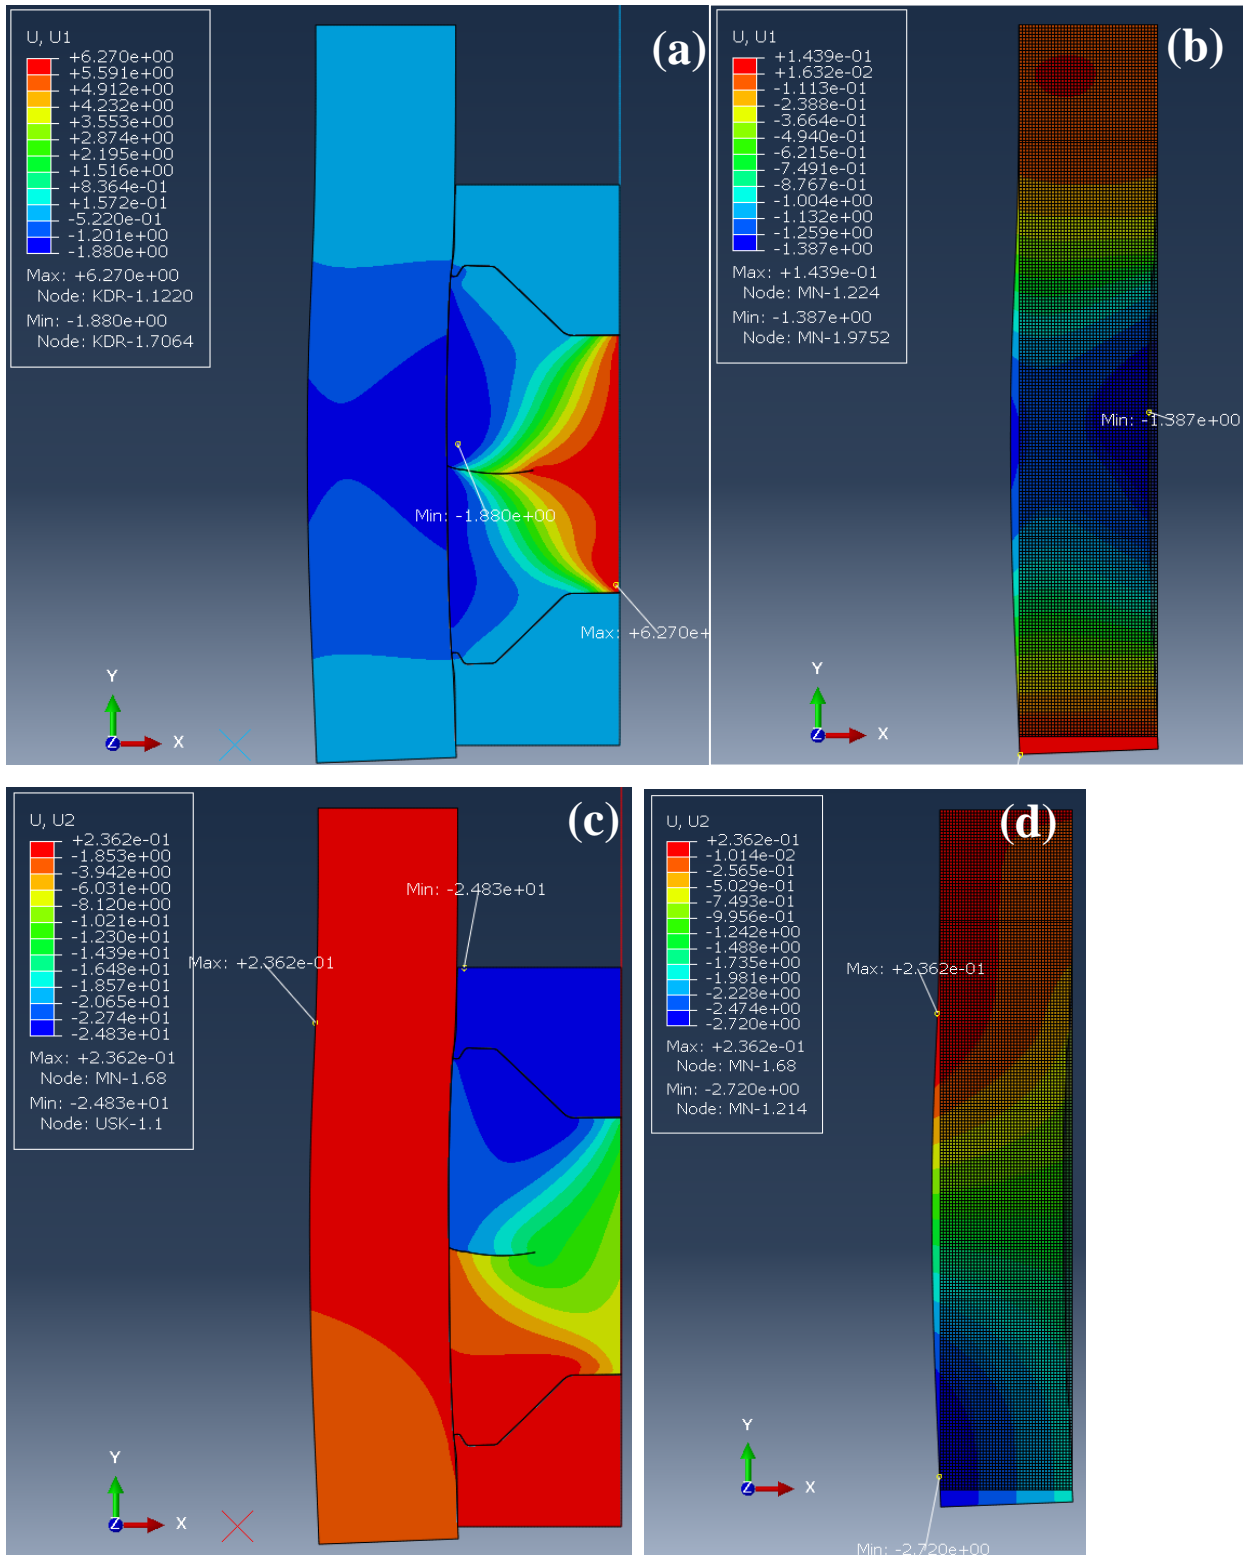 (a)
U, U1
+6.270e+00
+5.591e+00
+4.912e+00
+4.232e+00
+3.553e+00
+2.874e+00
+2.195e+00
+1.516e+00
+8.364e-01
+1.572e-01
-5.220e-01
-1.201e+00
-1.880e+00
Max: +6.270e+00
Node: KDR-1.1220
Min: -1.880e+00
Node: KDR-1.7064
Min: -1.880e+00
Max: +6.270e+
Y
Z
X
(b)
U, U1
+1.439e-01
+1.632e-02
-1.113e-01
-2.388e-01
-3.664e-01
-4.940e-01
-6.215e-01
-7.491e-01
-8.767e-01
-1.004e+00
-1.132e+00
-1.259e+00
-1.387e+00
Max: +1.439e-01
Node: MN-1.224
Min: -1.387e+00
Node: MN-1.9752
Min: -1.387e+00
Y
Z
X
(c)
U, U2
+2.362e-01
-1.853e+00
-3.942e+00
-6.031e+00
-8.120e+00
-1.021e+01
-1.230e+01
-1.439e+01
-1.648e+01
-1.857e+01
-2.065e+01
-2.274e+01
-2.483e+01
Max: +2.362e-01
Node: MN-1.68
Min: -2.483e+01
Node: USK-1.1
Min: -2.483e+01
Max: +2.362e-01
Y
Z
X
(d)
U, U2
+2.362e-01
-1.014e-02
-2.565e-01
-5.029e-01
-7.493e-01
-9.956e-01
-1.242e+00
-1.488e+00
-1.735e+00
-1.981e+00
-2.228e+00
-2.474e+00
-2.720e+00
Max: +2.362e-01
Node: MN-1.68
Min: -2.720e+00
Node: MN-1.214
Max: +2.362e-01
Y
Z
X
Min: -2.720e+00